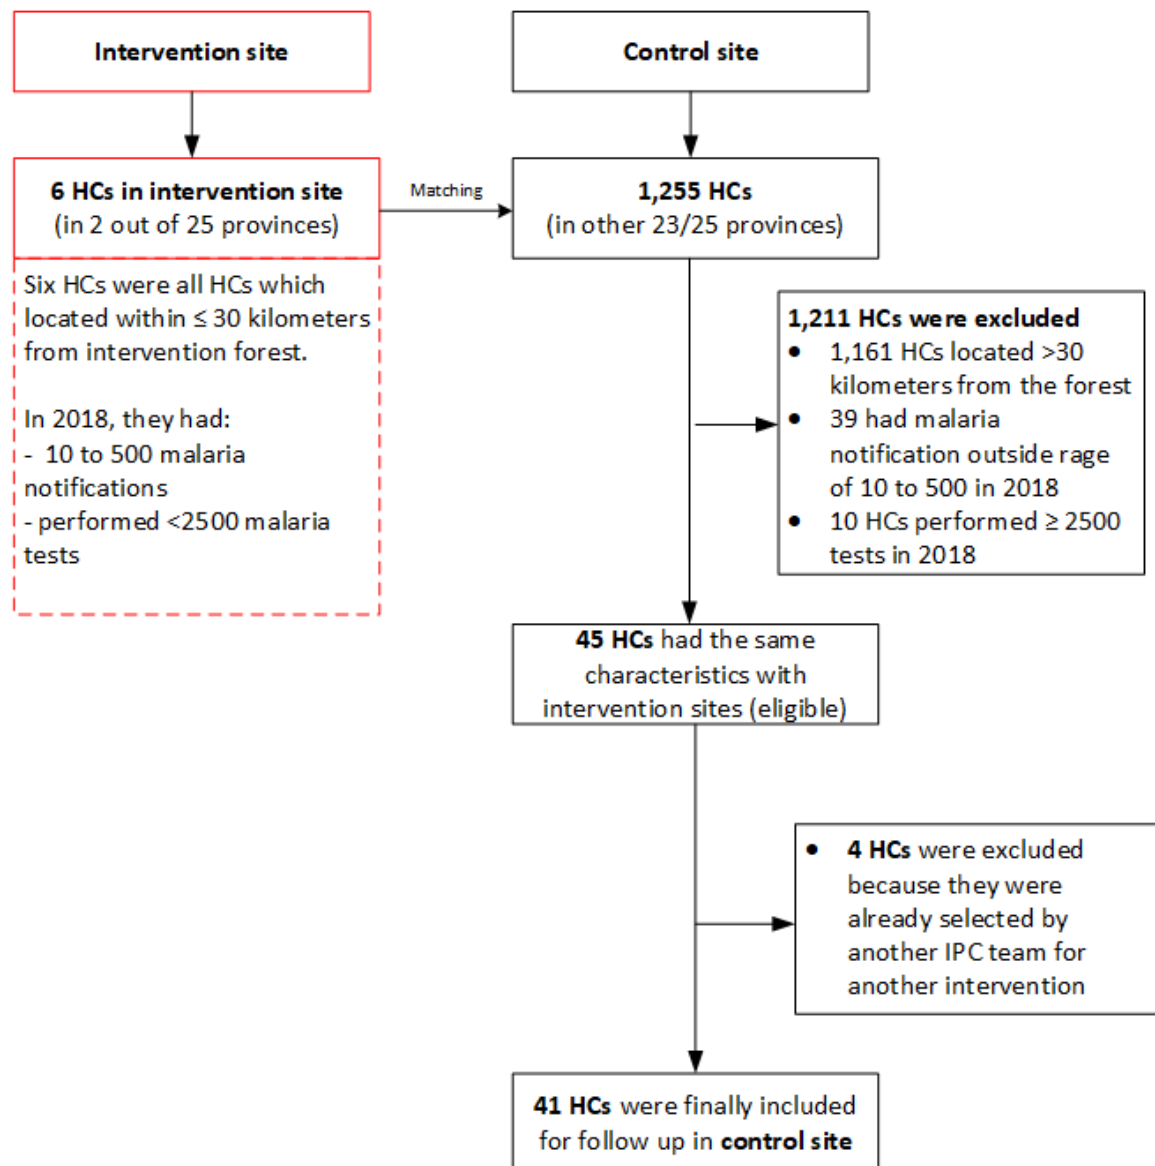 Intervention site
Control site
6 HCs in intervention site
(in 2 out of 25 provinces)
Matching
1,255 HCs
(in other 23/25 provinces)
Six HCs were all HCs which
located within ≤ 30 kilometers
from intervention forest.
In 2018, they had:
- 10 to 500 malaria
notifications
- performed <2500 malaria
tests
1,211 HCs were excluded
• 1,161 HCs located >30
kilometers from the forest
• 39 had malaria
notification outside rage
of 10 to 500 in 2018
• 10 HCs performed ≥ 2500
tests in 2018
45 HCs had the same
characteristics with
intervention sites (eligible)
• 4 HCs were excluded
because they were
already selected by
another IPC team for
another intervention
41 HCs were finally included
for follow up in control site